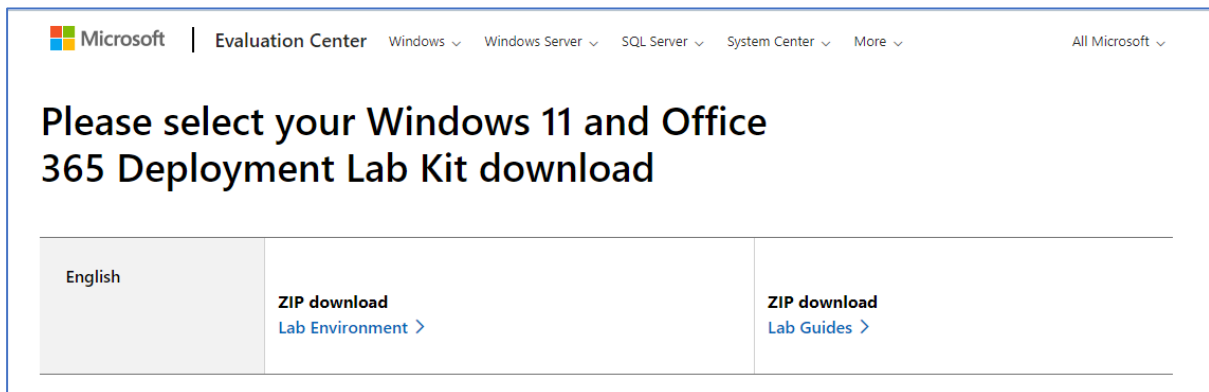 Microsoft Evaluation Center Windows Windows Server SQL Server System Center More All Microsoft
Please select your Windows 11 and Office
365 Deployment Lab Kit download
English
ZIP download
Lab Environment
ZIP download
Lab Guides